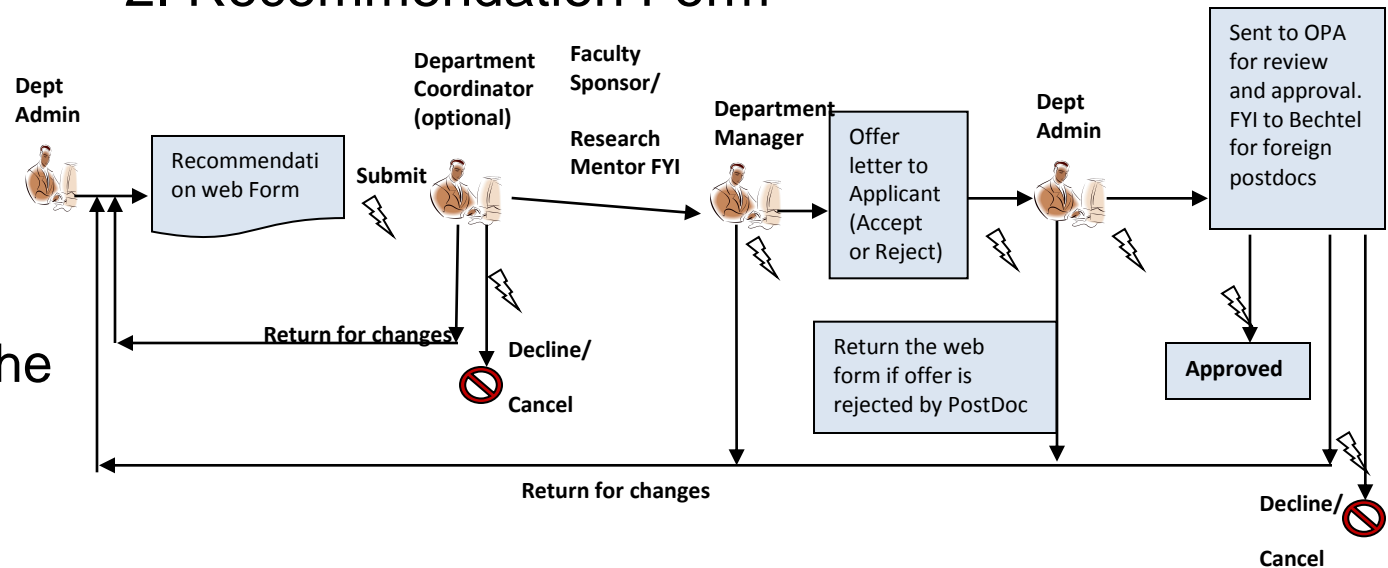 2. Recommendation Form
Dept
Admin
Recommendati
on web Form
Submit
Department
Coordinator
(optional)
Faculty
Sponsor/
Research
Mentor FYI
Department
Manager
Offer
letter to
Applicant
(Accept
or Reject)
Dept
Admin
Sent to OPA
for review
and approval.
FYI to Bechtel
for foreign
postdocs
Return for changes
Decline/
Cancel
Return the web
form if offer is
rejected by PostDoc
Approved
he
Return for changes
Decline/
Cancel